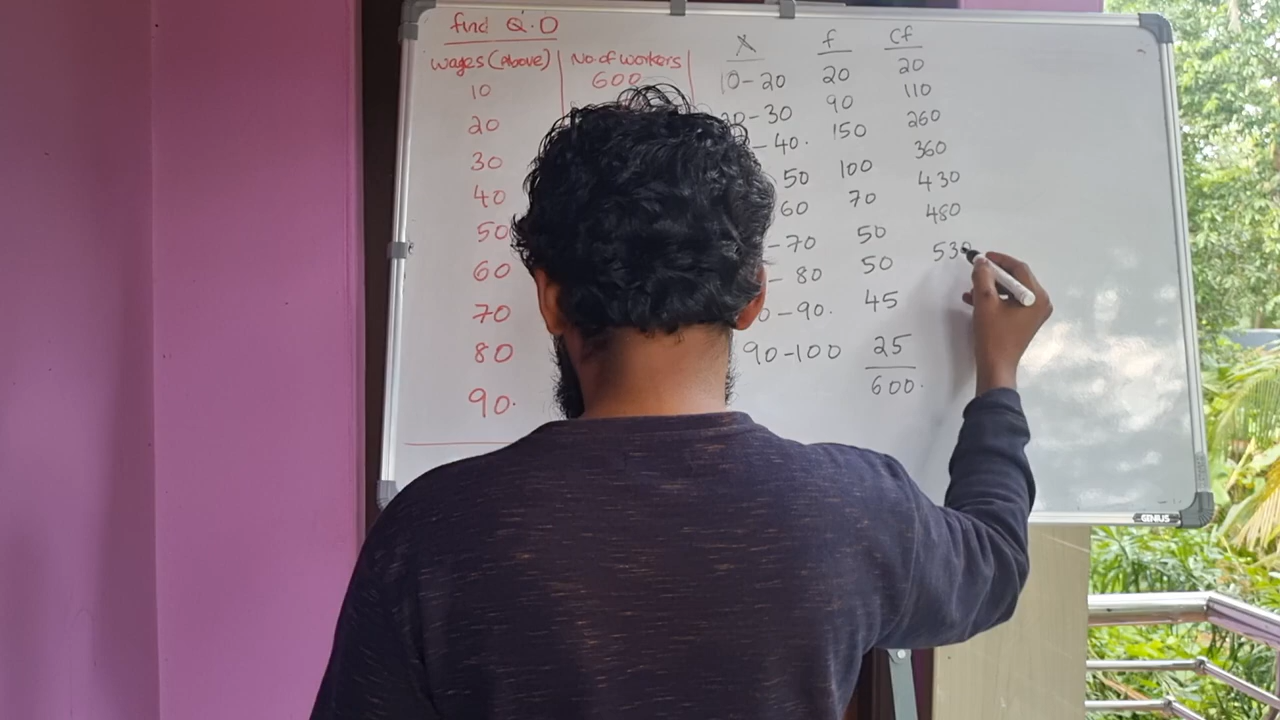 find Q.D
Wages (Above) No. of workers
10 600
20
30
40
50
60
70
80
90.
X f cf
10-20 20 20
-30 90 110
-40. 150 260
50 100 360
60 70 430
-70 50 480
-80 50 530
-90. 45
90-100 25
600.
GENIUS